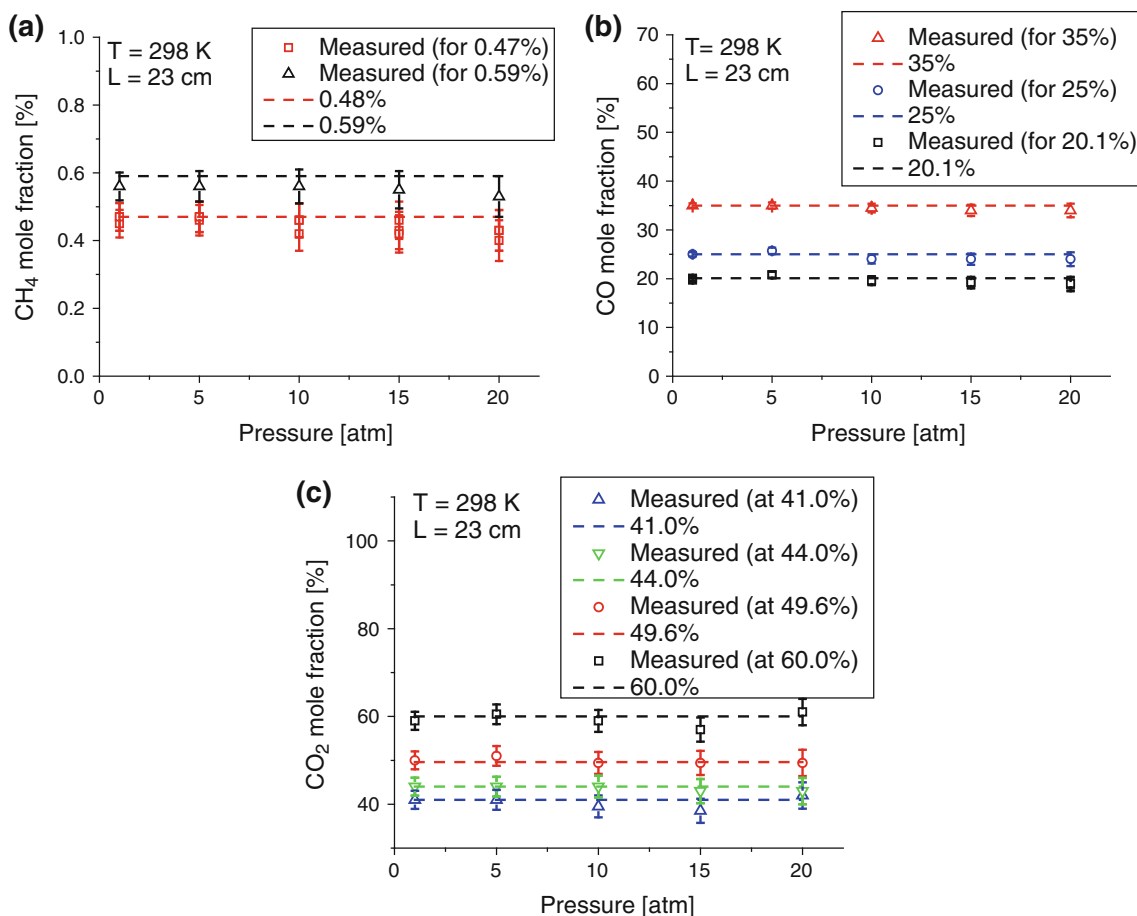 (a)
1.0
0.8
0.6
0.4
0.2
0.0
CH4 mole fraction [%]
T = 298 K
L = 23 cm
Measured (for 0.47%)
Measured (for 0.59%)
0.48%
0.59%
0
5
10
15
20
Pressure [atm]
(b)
70
60
50
40
30
20
10
0
CO mole fraction [%]
T= 298 K
L = 23 cm
Measured (for 35%)
35%
Measured (for 25%)
25%
Measured (for 20.1%)
20.1%
0
5
10
15
20
Pressure [atm]
(c)
100
80
60
40
CO2 mole fraction [%]
T = 298 K
L = 23 cm
Measured (at 41.0%)
41.0%
Measured (at 44.0%)
44.0%
Measured (at 49.6%)
49.6%
Measured (at 60.0%)
60.0%
0
5
10
15
20
Pressure [atm]